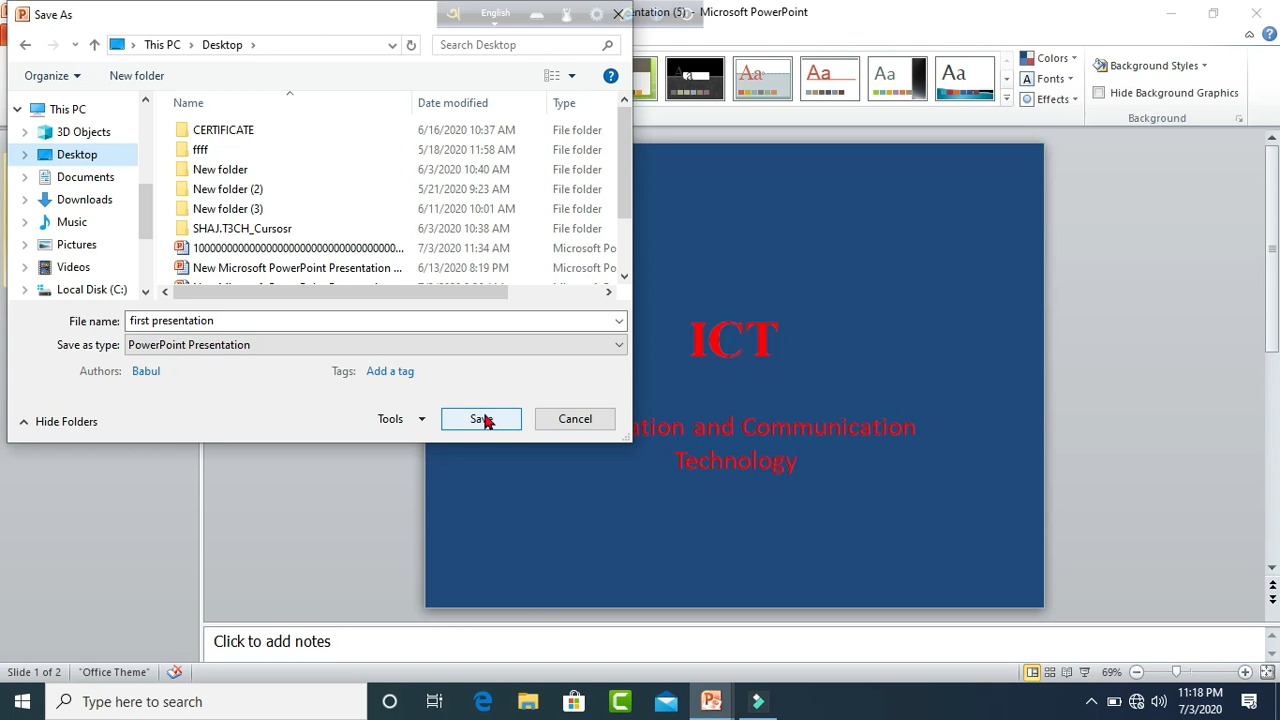 Save As
অ English
entation (5) - Microsoft PowerPoint
This PC > Desktop >
Search Desktop
Organize
New folder
Colors
Fonts
Effects
Background Styles
Hide Background Graphics
Background
Aa Aa Aa Aa
This PC
3D Objects
Desktop
Documents
Downloads
Music
Pictures
Videos
Local Disk (C:)
Name Date modified Type
CERTIFICATE 6/16/2020 10:37 AM File folder
ffff 5/18/2020 11:58 AM File folder
New folder 6/3/2020 10:40 AM File folder
New folder (2) 5/21/2020 9:23 AM File folder
New folder (3) 6/11/2020 10:01 AM File folder
SHAJ.T3CH_Cursosr 6/3/2020 10:38 AM File folder
7/3/2020 11:34 AM Microsoft Po
New Microsoft PowerPoint Presentation ... 6/13/2020 8:19 PM Microsoft Po
File name: first presentation
Save as type: PowerPoint Presentation
Authors: Babul
Tags: Add a tag
Hide Folders
Tools
Save
Cancel
ICT
ation and Communication
Technology
Click to add notes
Slide 1 of 2
"Office Theme"
69%
Type here to search
11:18 PM
7/3/2020